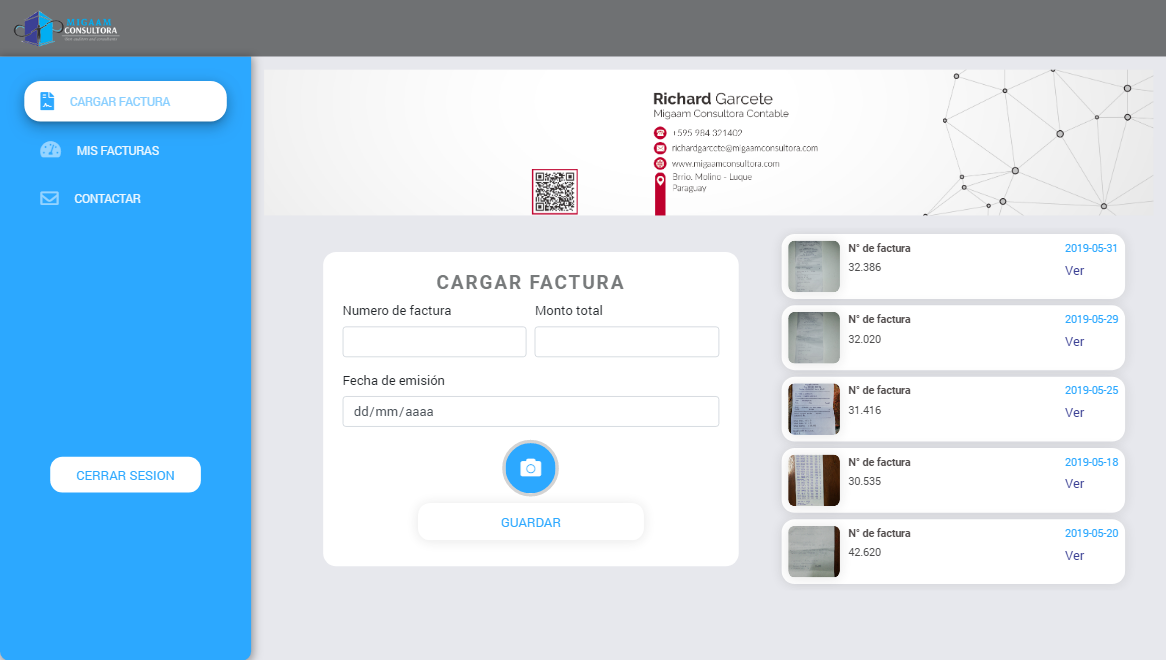 MIGAAM
CONSULTORA
CARGAR FACTURA
MIS FACTURAS
CONTACTAR
CERRAR SESION
Richard Garcete
Migaam Consultora Contable
+595 984 321402
richardgarcete@migaamconsultora.com
www.migaamconsultora.com
Brrio. Molino - Luque
Paraguay
CARGAR FACTURA
Numero de factura
Monto total
Fecha de emisión
dd/mm/aaaa
GUARDAR
N° de factura 2019-05-31
32.386 Ver
N° de factura 2019-05-29
32.020 Ver
N° de factura 2019-05-25
31.416 Ver
N° de factura 2019-05-18
30.535 Ver
N° de factura 2019-05-20
42.620 Ver